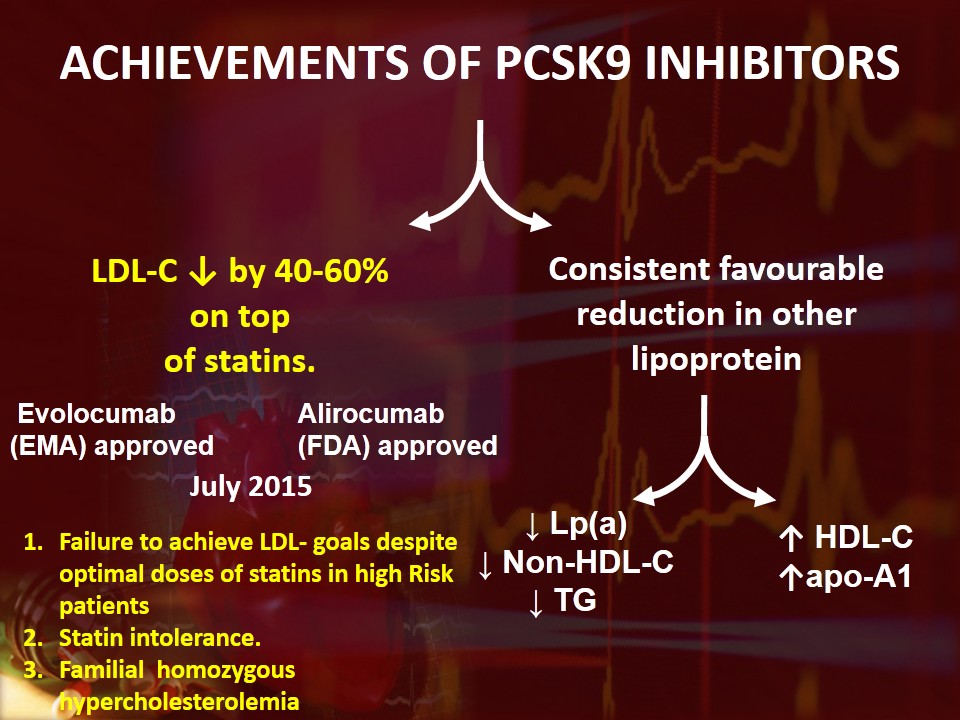 ACHIEVEMENTS OF PCSK9 INHIBITORS
LDL-C ↓ by 40-60%
on top
of statins.
Evolocumab
(EMA) approved
Alirocumab
(FDA) approved
July 2015
1. Failure to achieve LDL- goals despite
optimal doses of statins in high Risk
patients
2. Statin intolerance.
3. Familial homozygous
hypercholesterolemia
Consistent favourable
reduction in other
lipoprotein
↓ Lp(a)
↓ Non-HDL-C
↓ TG
↑ HDL-C
↑apo-A1